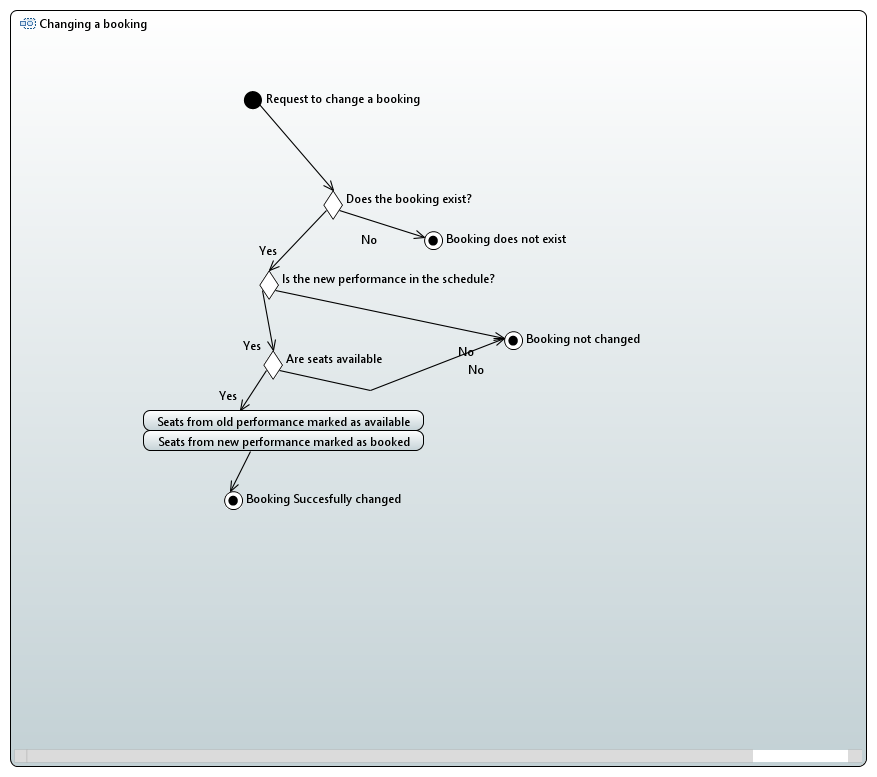 Changing a booking
Request to change a booking
Does the booking exist?
No
Booking does not exist
Yes
Is the new performance in the schedule?
Booking not changed
Yes
No
Are seats available
No
Yes
Seats from old performance marked as available
Seats from new performance marked as booked
Booking Succesfully changed